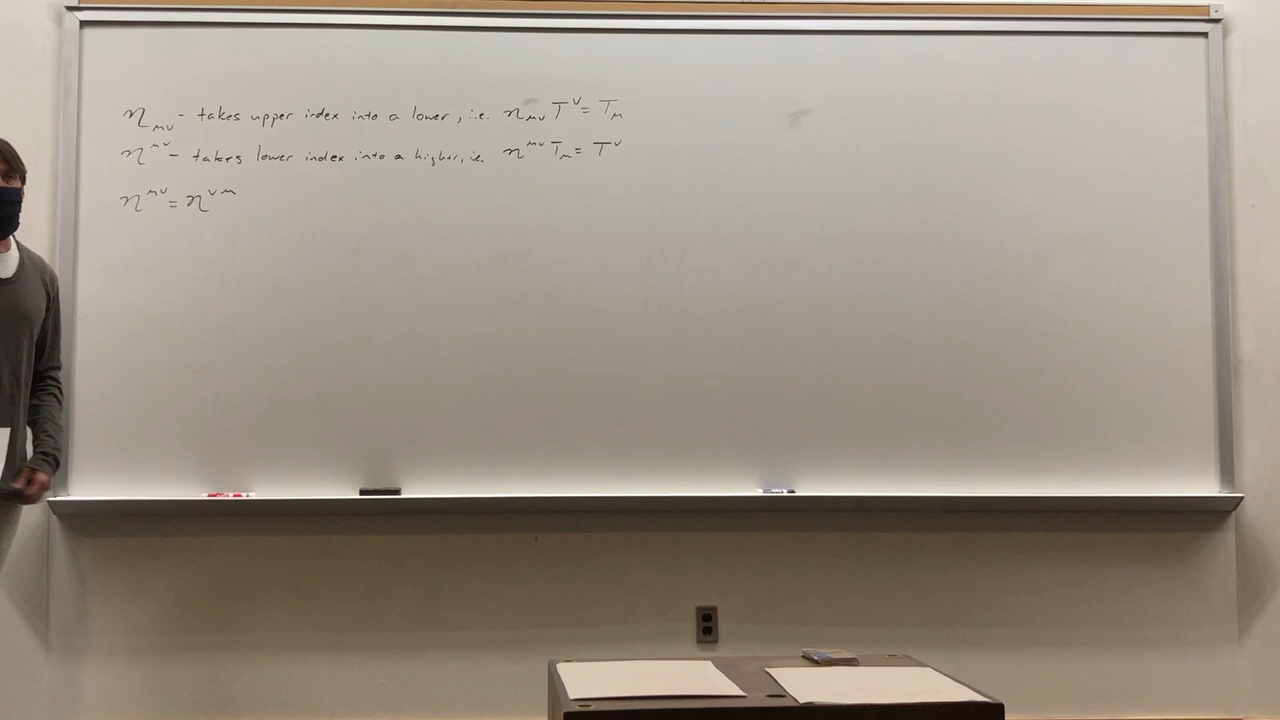 η_μν - takes upper index into a lower, i.e. η_μν T^ν = T_μ
η^μν - takes lower index into a higher, i.e. η^μν T_μ = T^ν
η^μν = η^νμ